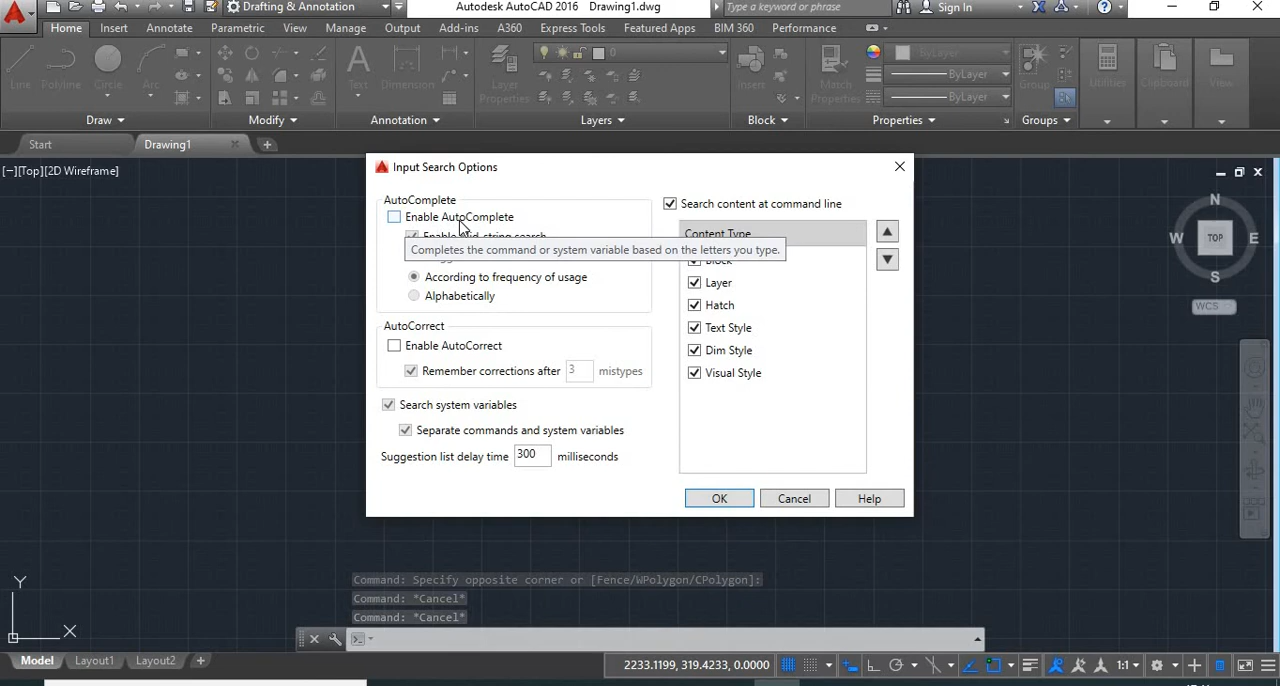 Drafting & Annotation
Autodesk AutoCAD 2016 Drawing1.dwg
Type a keyword or phrase
Sign In
Home Insert Annotate Parametric View Manage Output Add-ins A360 Express Tools Featured Apps BIM 360 Performance
Line Polyline Circle Arc Text Dimension Layer Properties 0 Insert Match Properties ByLayer ByLayer ByLayer Group Utilities Clipboard View
Draw Modify Annotation Layers Block Properties Groups
Start Drawing1
[−][Top][2D Wireframe]
Input Search Options
AutoComplete
Enable AutoComplete
Completes the command or system variable based on the letters you type.
According to frequency of usage
Alphabetically
AutoCorrect
Enable AutoCorrect
Remember corrections after 3 mistypes
Search system variables
Separate commands and system variables
Suggestion list delay time 300 milliseconds
Search content at command line
Content Type
Block
Layer
Hatch
Text Style
Dim Style
Visual Style
OK Cancel Help
N
W TOP E
S
WCS
Y
X
Command: Specify opposite corner or [Fence/WPolygon/CPolygon]:
Command: *Cancel*
Command: *Cancel*
Model Layout1 Layout2
2233.1199, 319.4233, 0.0000
1:1